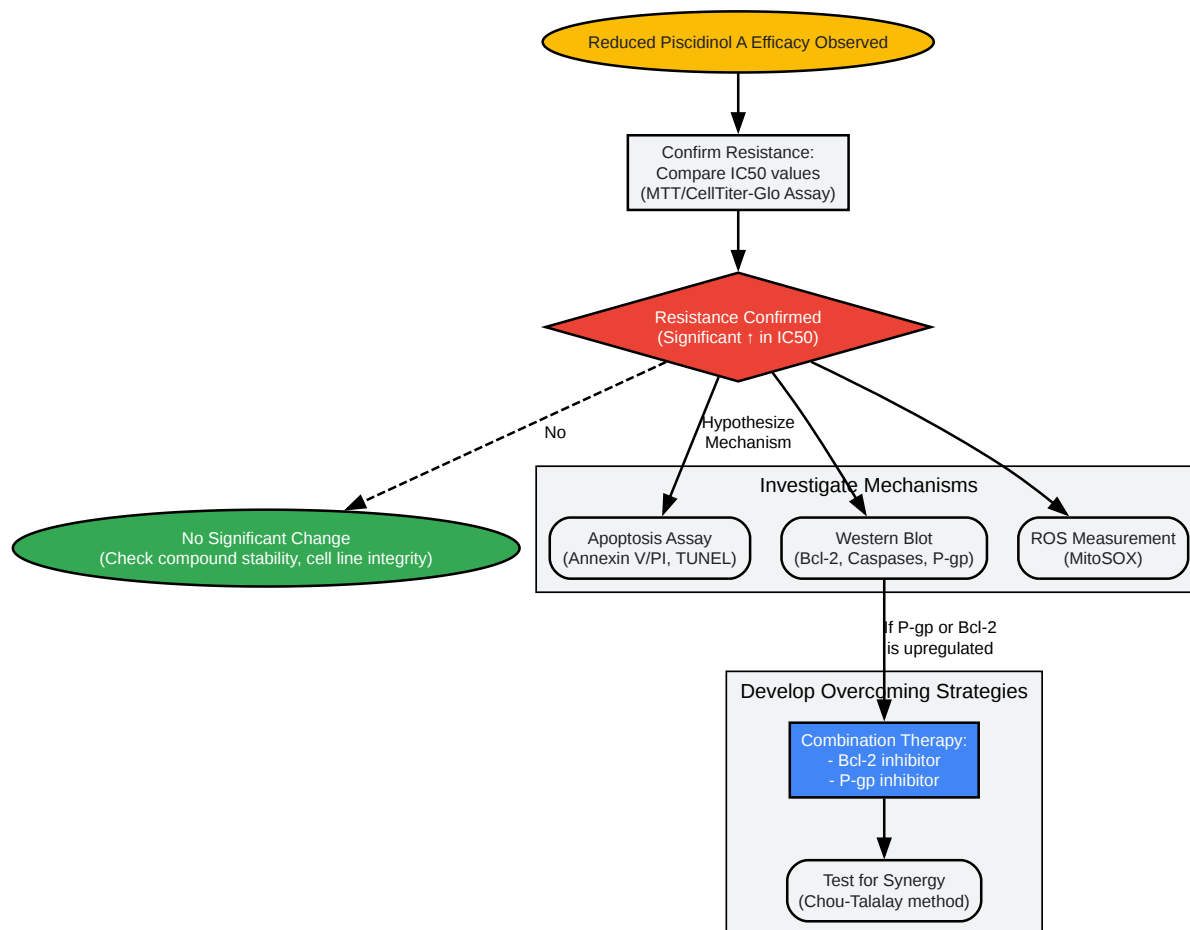 Reduced Piscidinol A Efficacy Observed
Confirm Resistance:
Compare IC50 values
(MTT/CellTiter-Glo Assay)
Resistance Confirmed
(Significant ↑ in IC50)
No
Hypothesize
Mechanism
No Significant Change
(Check compound stability, cell line integrity)
Investigate Mechanisms
Apoptosis Assay
(Annexin V/PI, TUNEL)
Western Blot
(Bcl-2, Caspases, P-gp)
ROS Measurement
(MitoSOX)
If P-gp or Bcl-2
is upregulated
Develop Overcoming Strategies
Combination Therapy:
- Bcl-2 inhibitor
- P-gp inhibitor
Test for Synergy
(Chou-Talalay method)